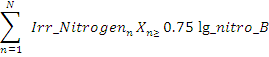 N
∑ Irr_Nitrogenₙ Xₙ≥ 0.75 lg_nitro_B
n=1